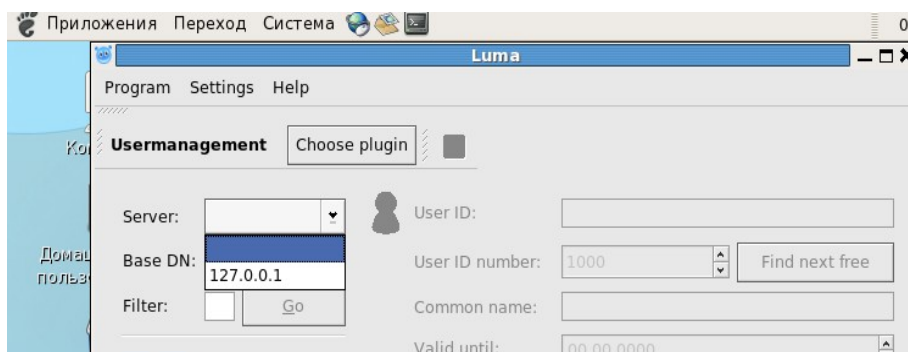 Приложения Переход Система
Luma
Program Settings Help
Usermanagement Choose plugin
Server: User ID:
Base DN: 127.0.0.1 User ID number: 1000 Find next free
Filter: Go Common name:
Valid until: 00.00.0000